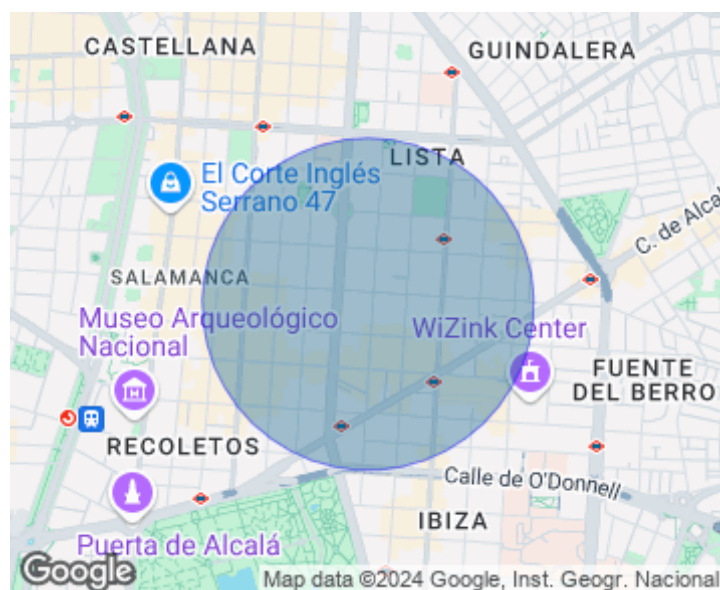 CASTELLANA
GUINDALERA
LISTA
El Corte Inglés
Serrano 47
C. de Alcal
SALAMANCA
Museo Arqueológico
Nacional
WiZink Center
FUENTE
DEL BERRO
RECOLETOS
Calle de O'Donnell
IBIZA
Puerta de Alcalá
Google
Map data ©2024 Google, Inst. Geogr. Nacional